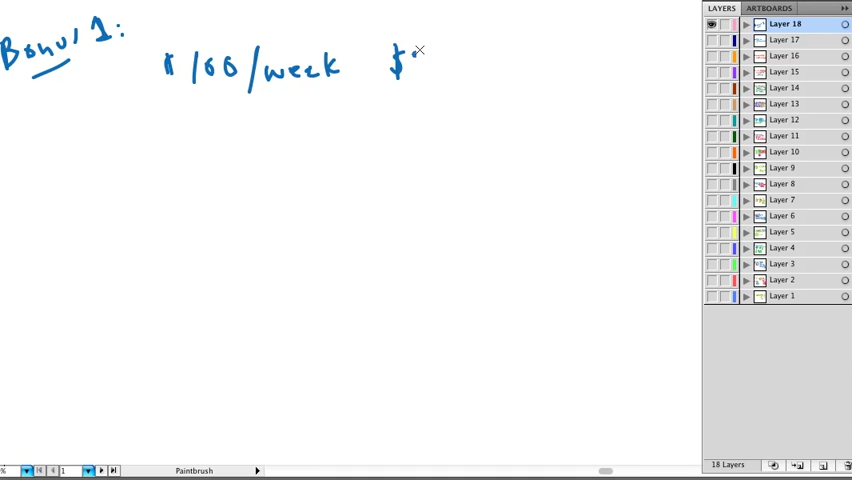 LAYERS ARTBOARDS
Bonus 1:
$100/week $
Layer 18
Layer 17
Layer 16
Layer 15
Layer 14
Layer 13
Layer 12
Layer 11
Layer 10
Layer 9
Layer 8
Layer 7
Layer 6
Layer 5
Layer 4
Layer 3
Layer 2
Layer 1
18 Layers
% 1 Paintbrush